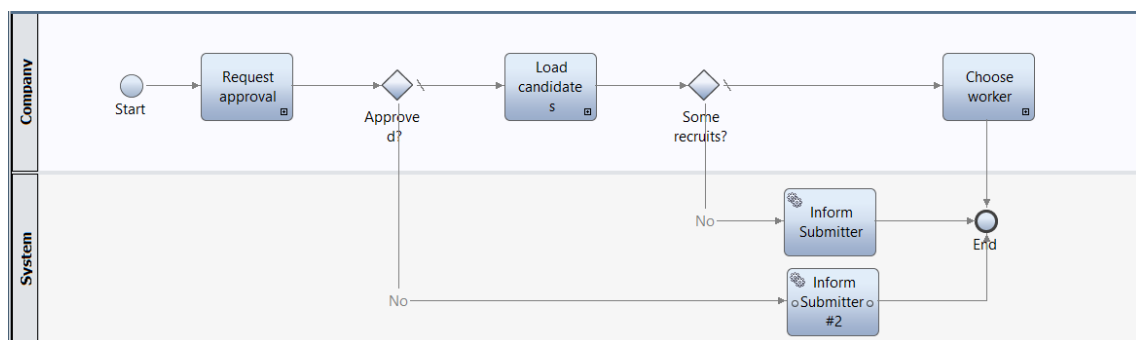 Company
Start
Request
approval
Approve
d?
Load
candidate
s
Some
recruits?
Choose
worker
System
No
Inform
Submitter
End
No
Inform
Submitter
#2